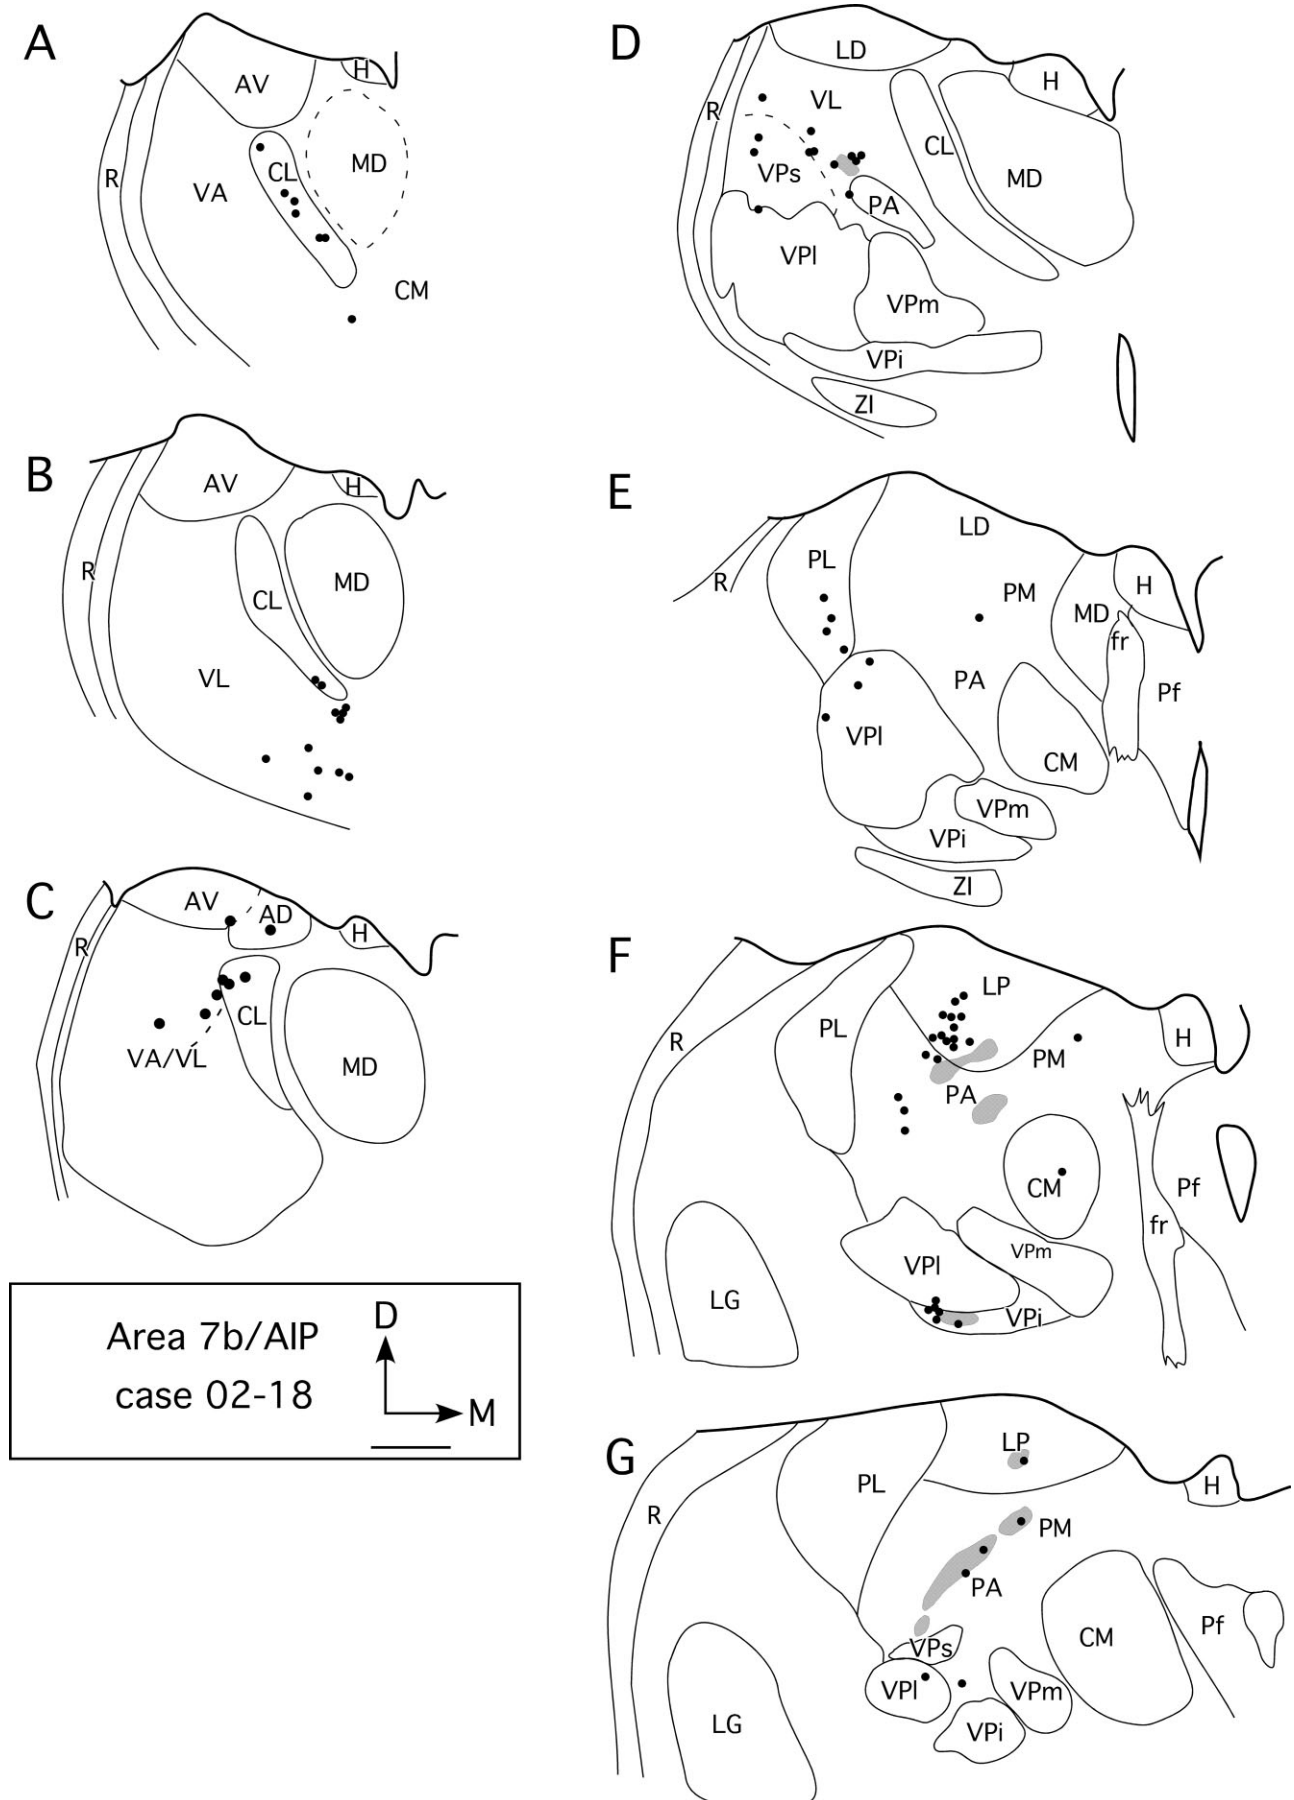 A
AV
H
R
VA
CL
MD
CM
B
AV
H
R
CL
MD
VL
C
AV
AD
H
R
CL
VA/VL
MD
Area 7b/AIP
case 02-18
D
M
D
LD
H
R
VL
CL
MD
VPs
PA
VPl
VPm
VPi
ZI
E
LD
PL
R
PM
MD
H
fr
PA
Pf
VPl
CM
VPm
VPi
ZI
F
LP
PL
R
PM
H
PA
CM
Pf
fr
VPl
VPm
LG
VPi
G
LP
PL
H
R
PM
PA
CM
Pf
VPs
VPl
VPm
LG
VPi